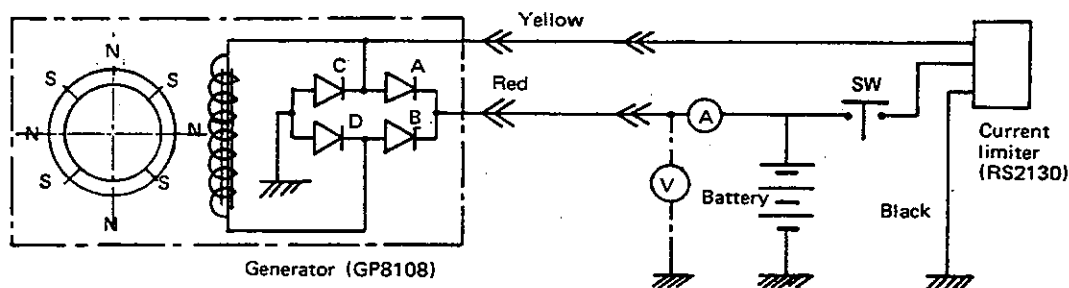 Yellow
N
S
S
C
A
Red
SW
N
N
D
B
A
S
S
V
Current
limiter
(RS2130)
Battery
Black
N
Generator (GP8108)